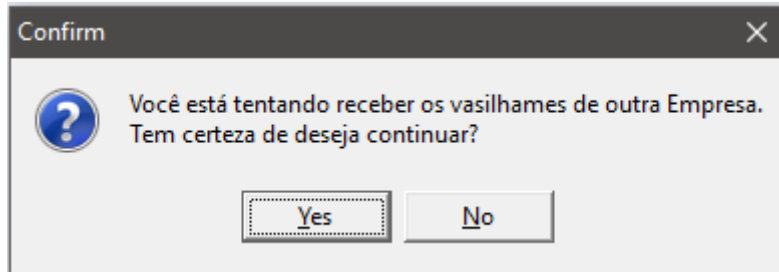 Confirm
Você está tentando receber os vasilhames de outra Empresa.
Tem certeza de deseja continuar?
Yes No